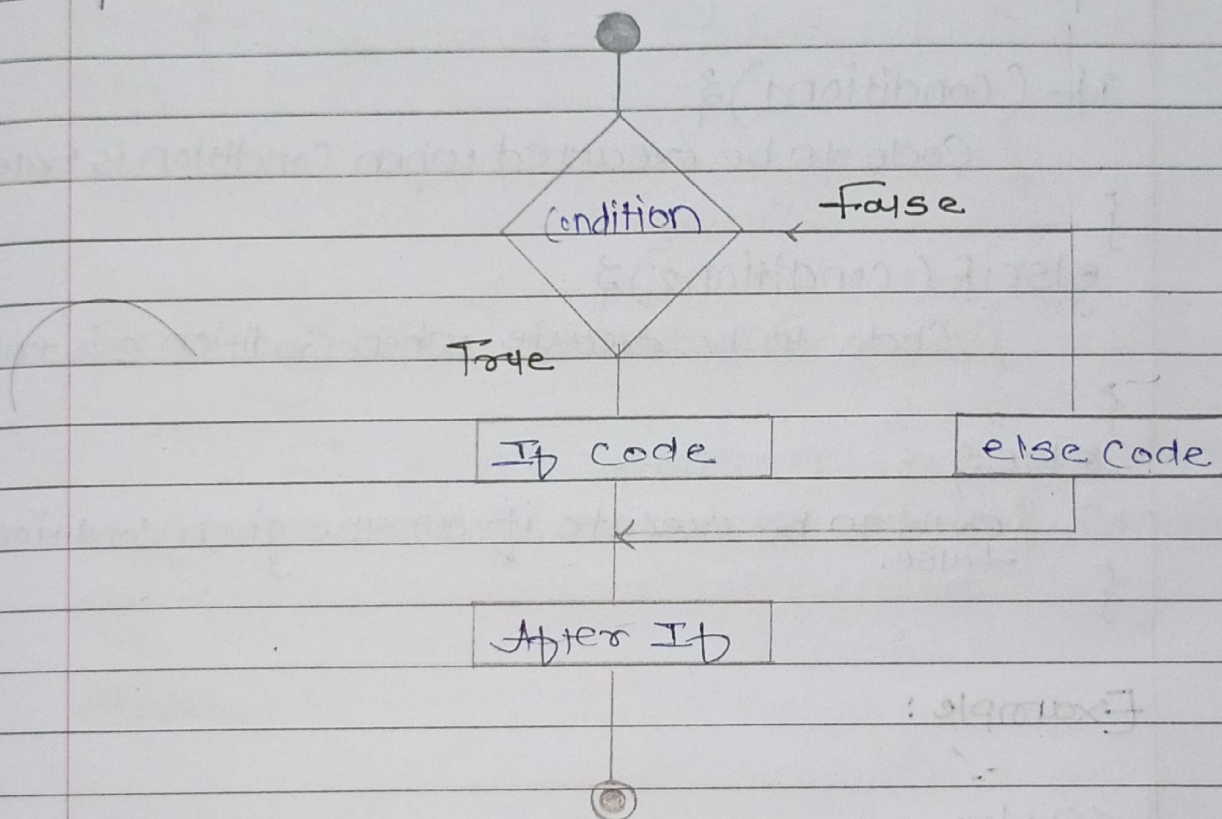 Condition
False
True
If code
else code
After If